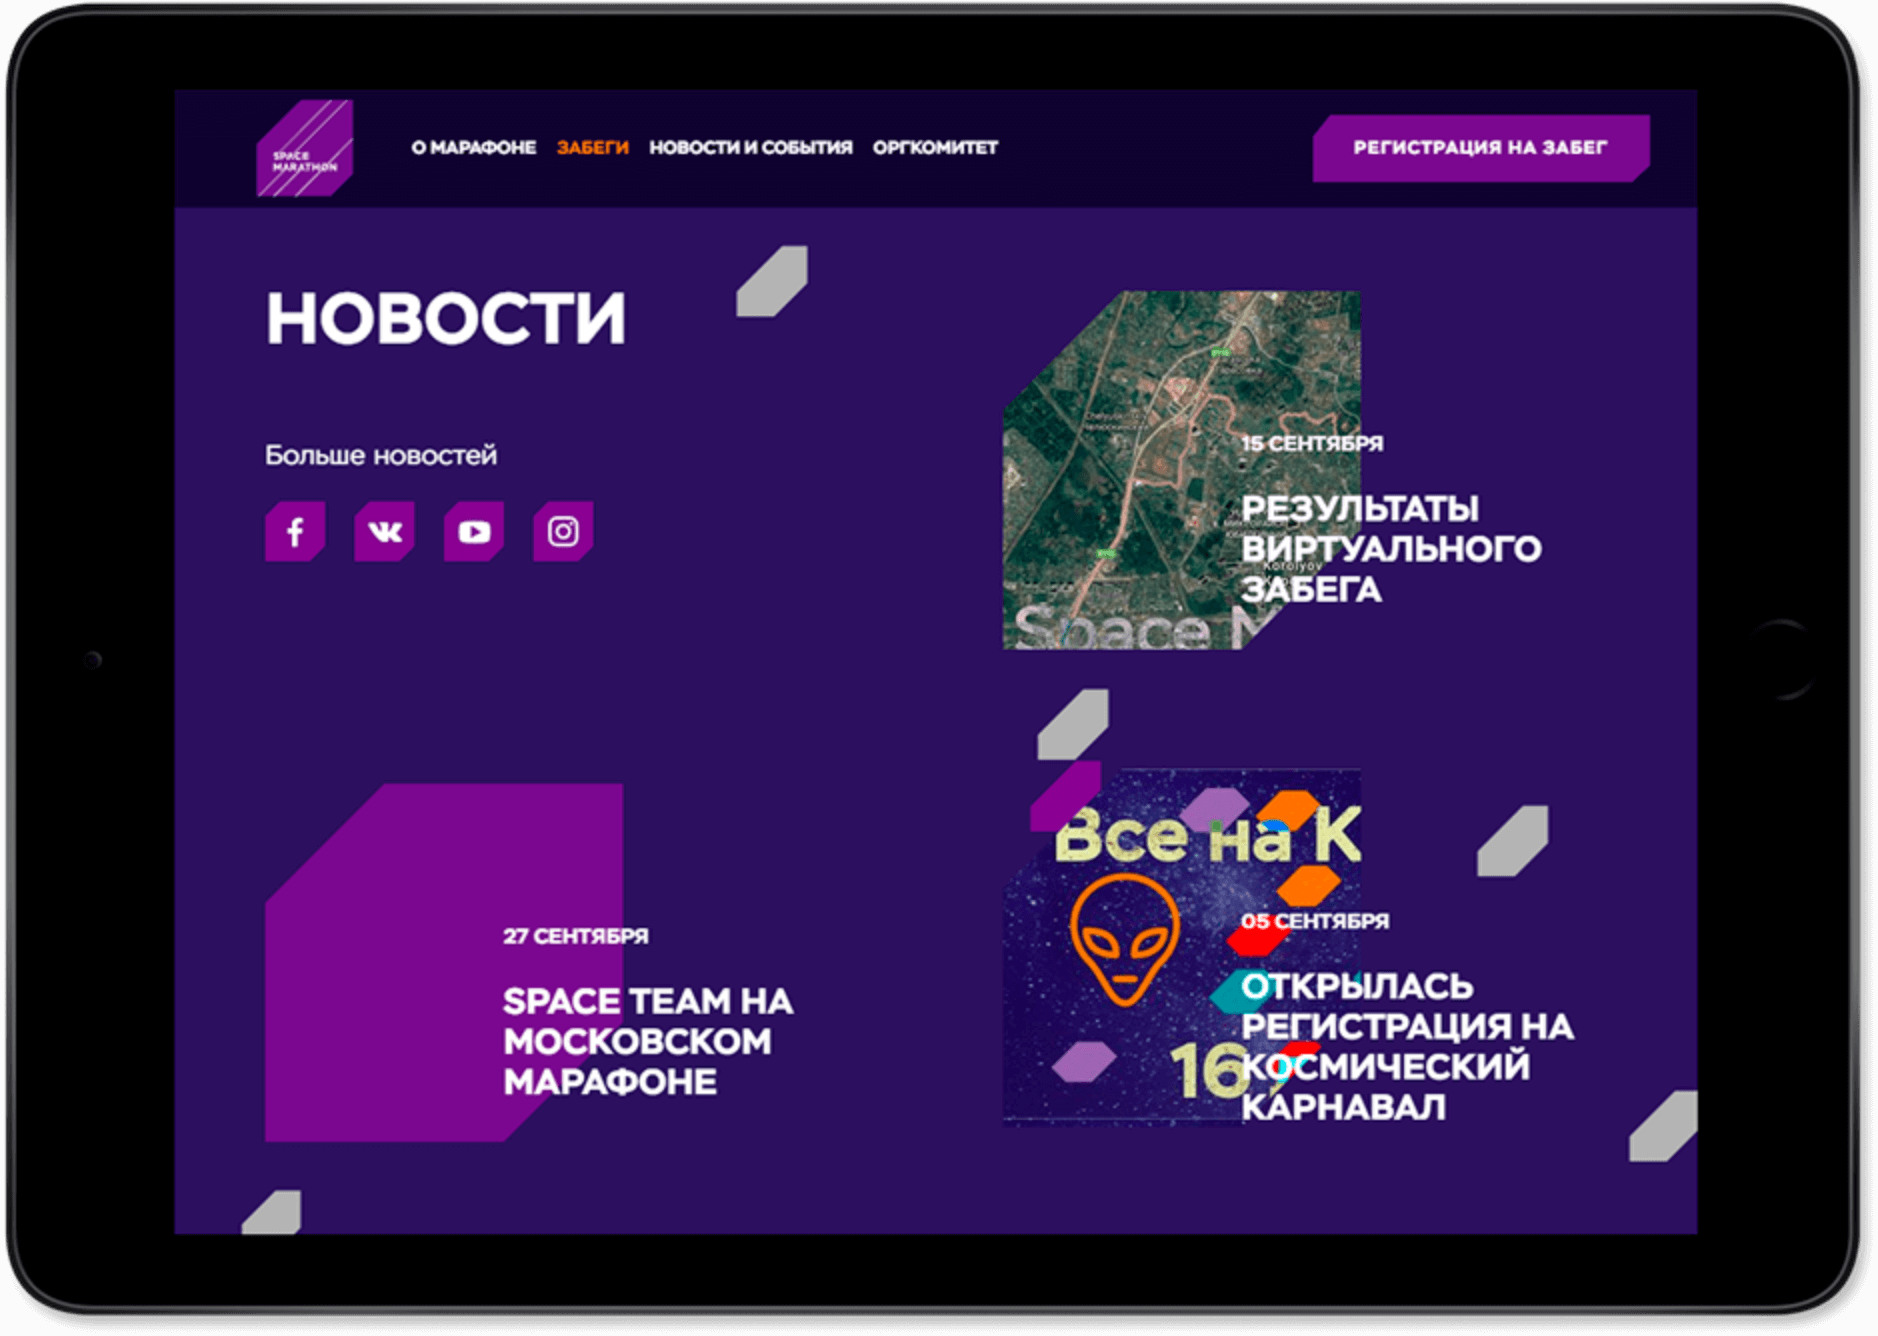 SPACE
MARATHON
О МАРАФОНЕ
ЗАБЕГИ
НОВОСТИ И СОБЫТИЯ
ОРГКОМИТЕТ
РЕГИСТРАЦИЯ НА ЗАБЕГ
НОВОСТИ
Больше новостей
15 СЕНТЯБРЯ
РЕЗУЛЬТАТЫ
ВИРТУАЛЬНОГО
ЗАБЕГА
Korolyov
Space M
27 СЕНТЯБРЯ
SPACE TEAM НА
МОСКОВСКОМ
МАРАФОНЕ
Все на К
16
05 СЕНТЯБРЯ
ОТКРЫЛАСЬ
РЕГИСТРАЦИЯ НА
КОСМИЧЕСКИЙ
КАРНАВАЛ